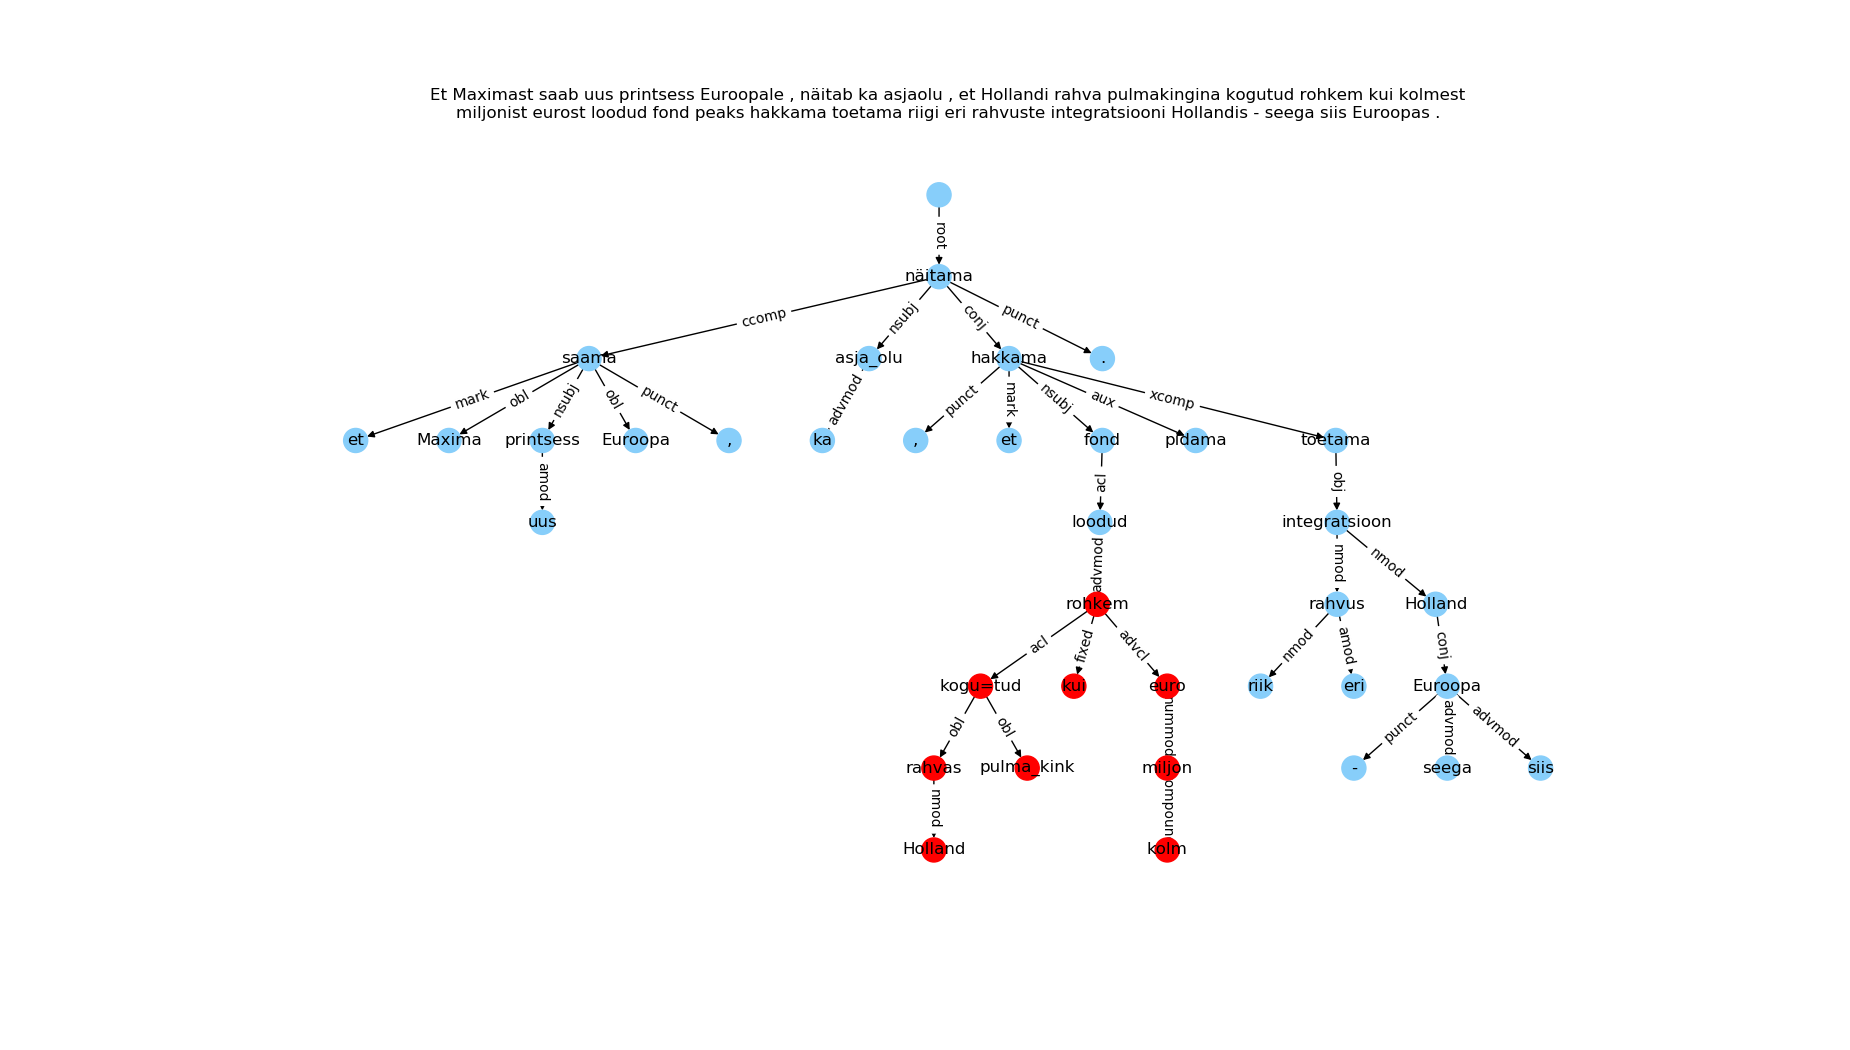 Et Maximast saab uus printsess Euroopale , näitab ka asjaolu , et Hollandi rahva pulmakingina kogutud rohkem kui kolmest
miljonist eurost loodud fond peaks hakkama toetama riigi eri rahvuste integratsiooni Hollandis - seega siis Euroopas .
root
näitama
ccomp nsubj conj punct
saama asja_olu hakkama .
mark obl nsubj obl punct advmod punct mark nsubj aux xcomp
et Maxima printsess Euroopa , ka , et fond pidama toetama
amod acl obj
uus loodud integratsioon
advmod nmod nmod
rohkem rahvus Holland
acl fixed advcl nmod amod conj
kogu=tud kui euro riik eri Euroopa
obl obl nummod punct advmod advmod
rahvas pulma_kink miljon - seega siis
nmod ompoun
Holland kolm